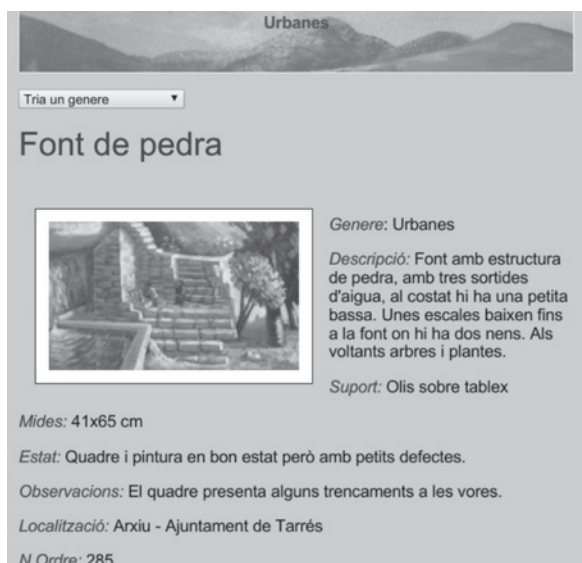 Urbanes
Tria un genere
Font de pedra
Genere: Urbanes
Descripció: Font amb estructura
de pedra, amb tres sortides
d'aigua, al costat hi ha una petita
bassa. Unes escales baixen fins
a la font on hi ha dos nens. Als
voltants arbres i plantes.
Suport: Olis sobre tablex
Mides: 41x65 cm
Estat: Quadre i pintura en bon estat però amb petits defectes.
Observacions: El quadre presenta alguns trencaments a les vores.
Localització: Arxiu - Ajuntament de Tarrés
N.Ordre: 285